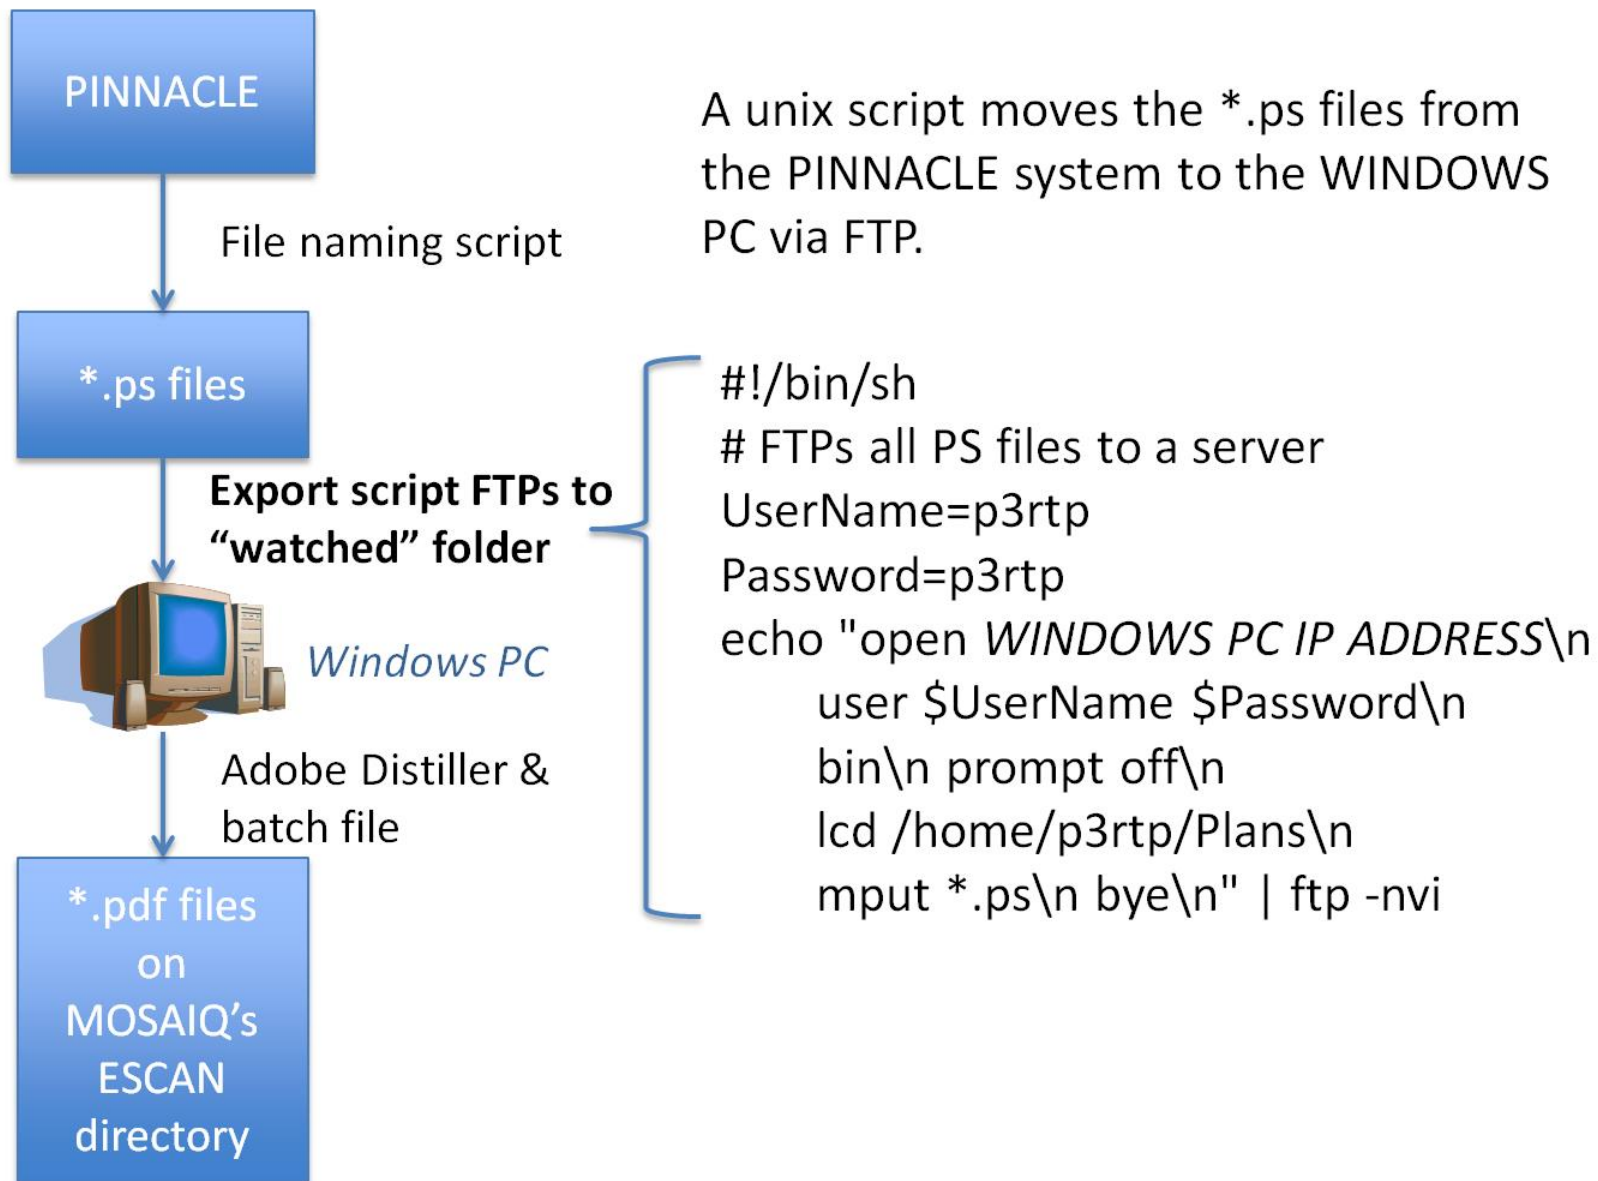 PINNACLE
File naming script
*.ps files
Export script FTPs to
“watched” folder
Windows PC
Adobe Distiller &
batch file
*.pdf files
on
MOSAIQ’s
ESCAN
directory
A unix script moves the *.ps files from
the PINNACLE system to the WINDOWS
PC via FTP.
#!/bin/sh
# FTPs all PS files to a server
UserName=p3rtp
Password=p3rtp
echo "open WINDOWS PC IP ADDRESS\n
user $UserName $Password\n
bin\n prompt off\n
lcd /home/p3rtp/Plans\n
mput *.ps\n bye\n" | ftp -nvi